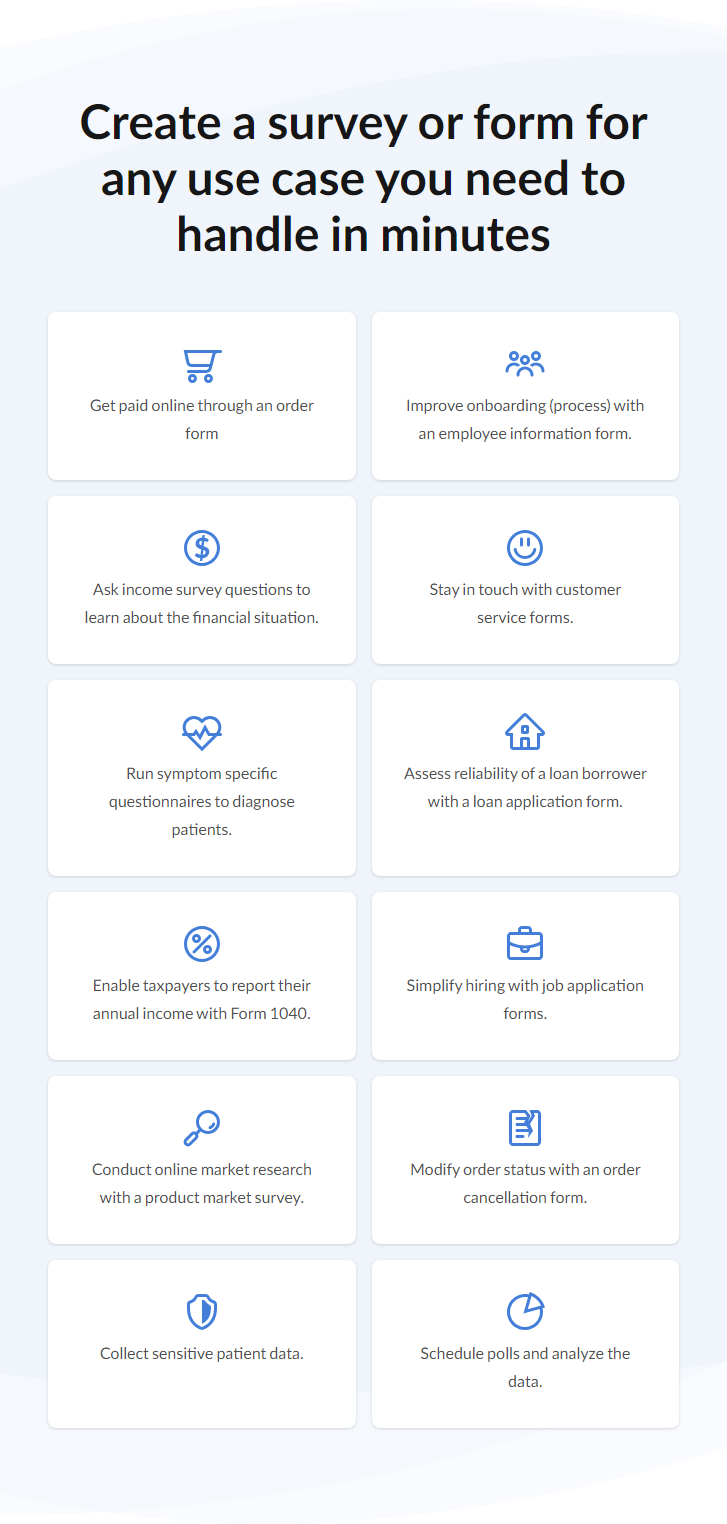 Create a survey or form for
any use case you need to
handle in minutes
Get paid online through an order
form
Improve onboarding (process) with
an employee information form.
Ask income survey questions to
learn about the financial situation.
Stay in touch with customer
service forms.
Run symptom specific
questionnaires to diagnose
patients.
Assess reliability of a loan borrower
with a loan application form.
Enable taxpayers to report their
annual income with Form 1040.
Simplify hiring with job application
forms.
Conduct online market research
with a product market survey.
Modify order status with an order
cancellation form.
Collect sensitive patient data.
Schedule polls and analyze the
data.